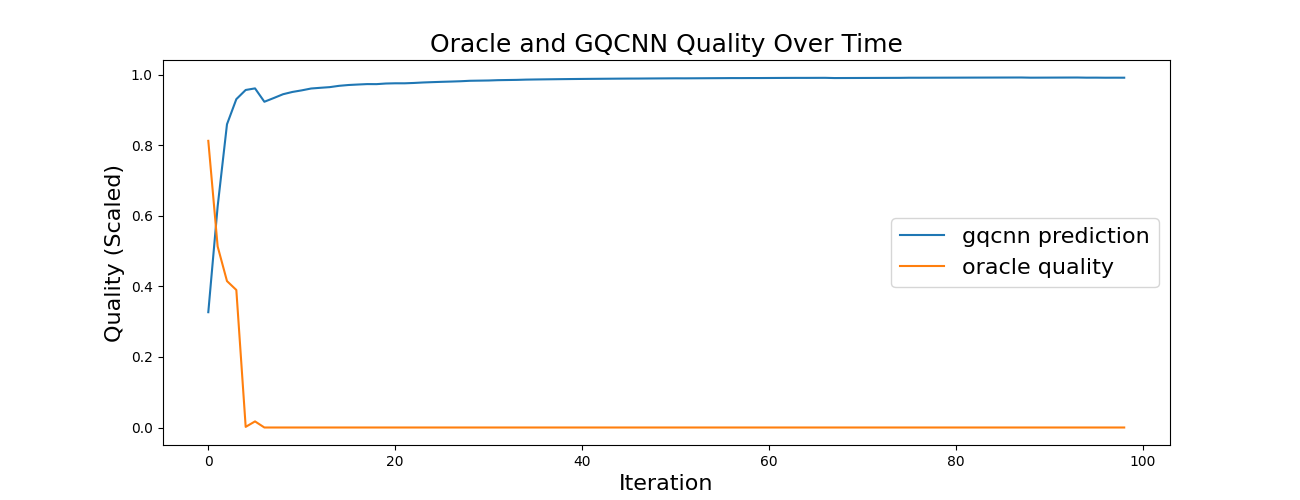 Oracle and GQCNN Quality Over Time
Quality (Scaled)
1.0
0.8
0.6
0.4
0.2
0.0
gqcnn prediction
oracle quality
0 20 40 60 80 100
Iteration